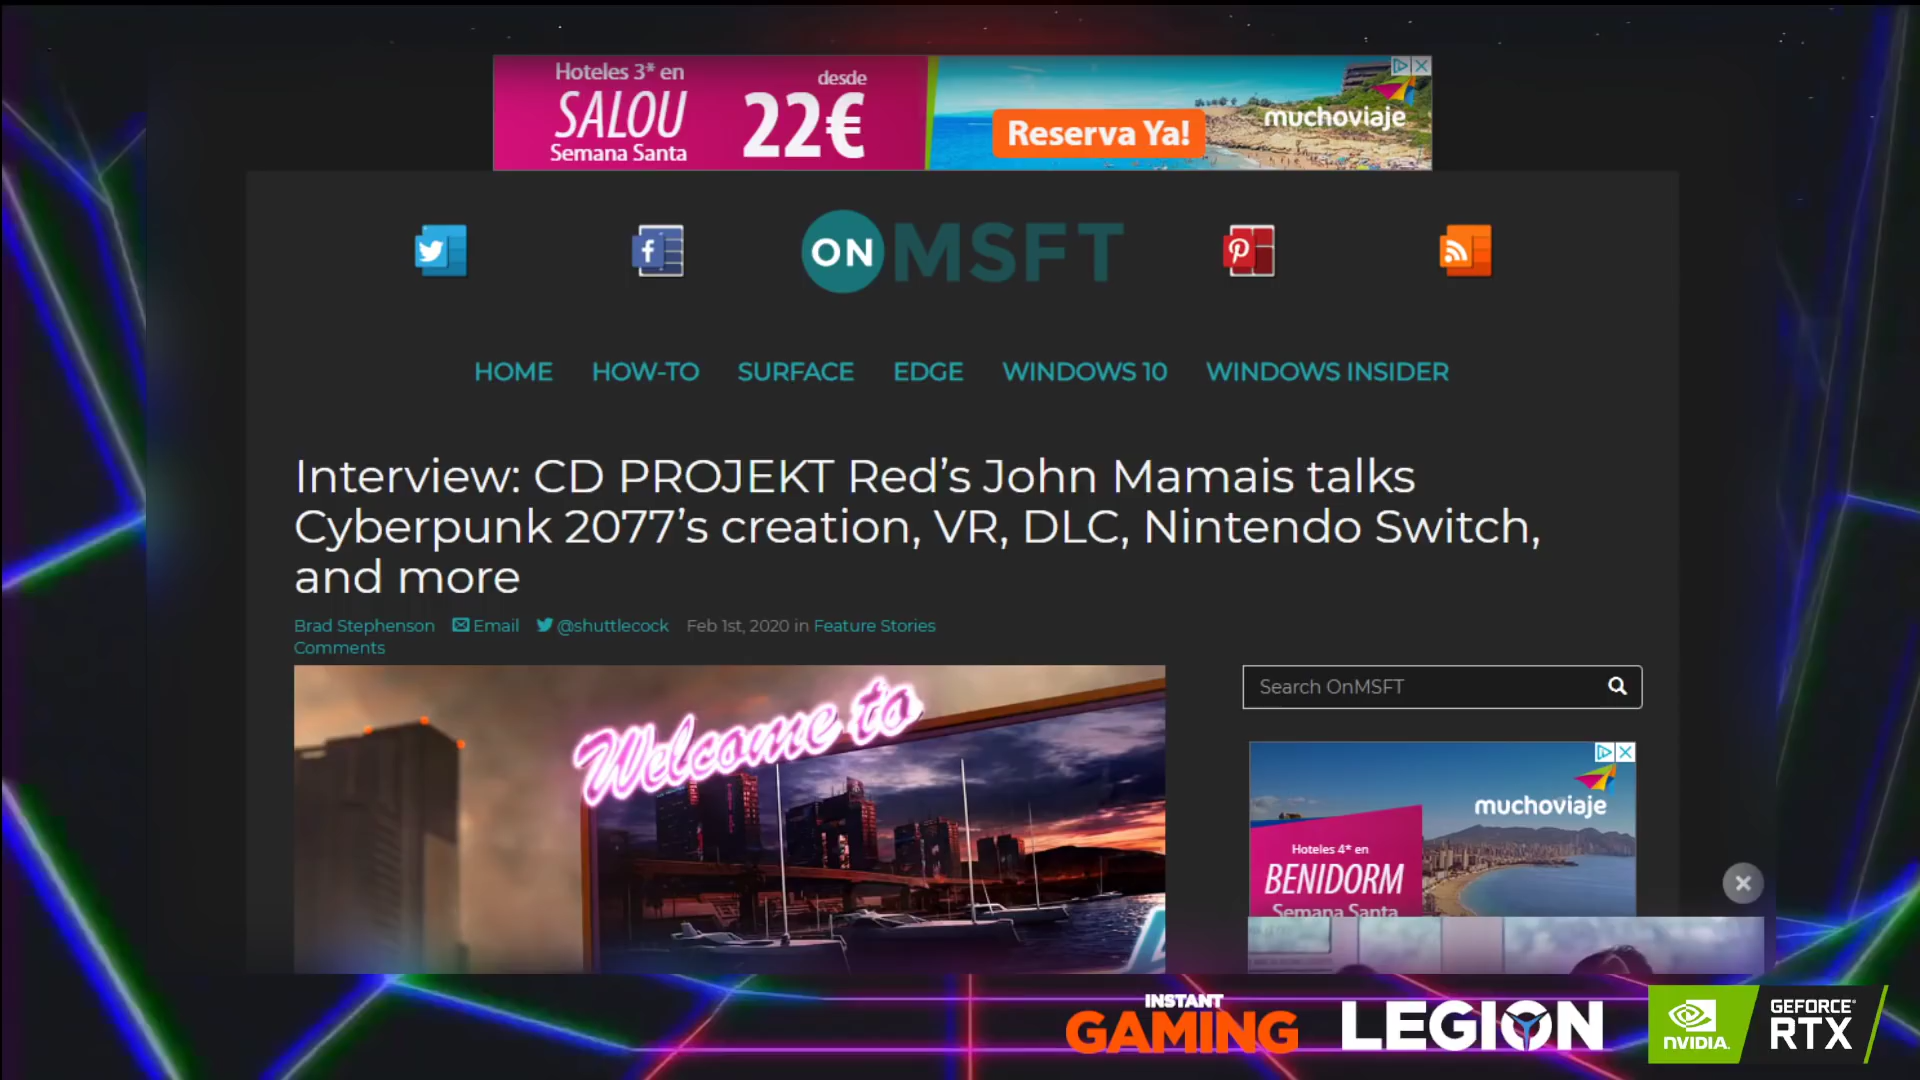 Hoteles 3* en
SALOU
Semana Santa
desde
22€
Reserva Ya!
muchoviaje
ON MSFT
HOME HOW-TO SURFACE EDGE WINDOWS 10 WINDOWS INSIDER
Interview: CD PROJEKT Red’s John Mamais talks
Cyberpunk 2077’s creation, VR, DLC, Nintendo Switch,
and more
Brad Stephenson Email @shuttlecock Feb 1st, 2020 in Feature Stories
Comments
Welcome to
Search OnMSFT
muchoviaje
Hoteles 4* en
BENIDORM
Semana Santa
INSTANT
GAMING
LEGION
NVIDIA.
GEFORCE
RTX